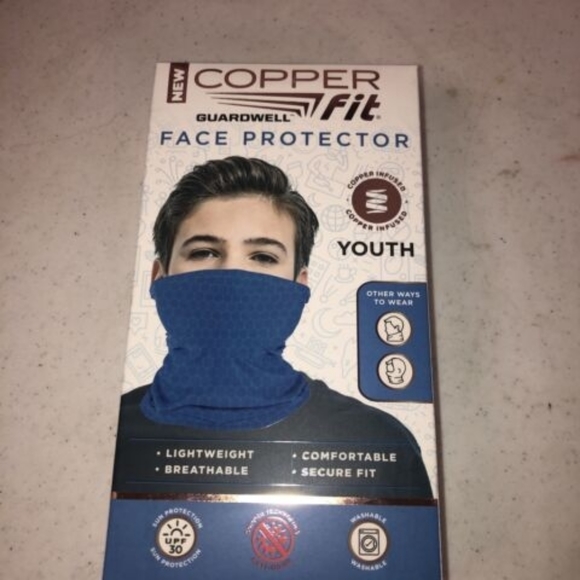 NEW
COPPER
fit
GUARDWELL™
FACE PROTECTOR
COPPER INFUSED
COPPER INFUSED
YOUTH
OTHER WAYS
TO WEAR
• LIGHTWEIGHT
• BREATHABLE
• COMFORTABLE
• SECURE FIT
SUN PROTECTION
UPF
30
SUN PROTECTION
WASHABLE
WASHABLE